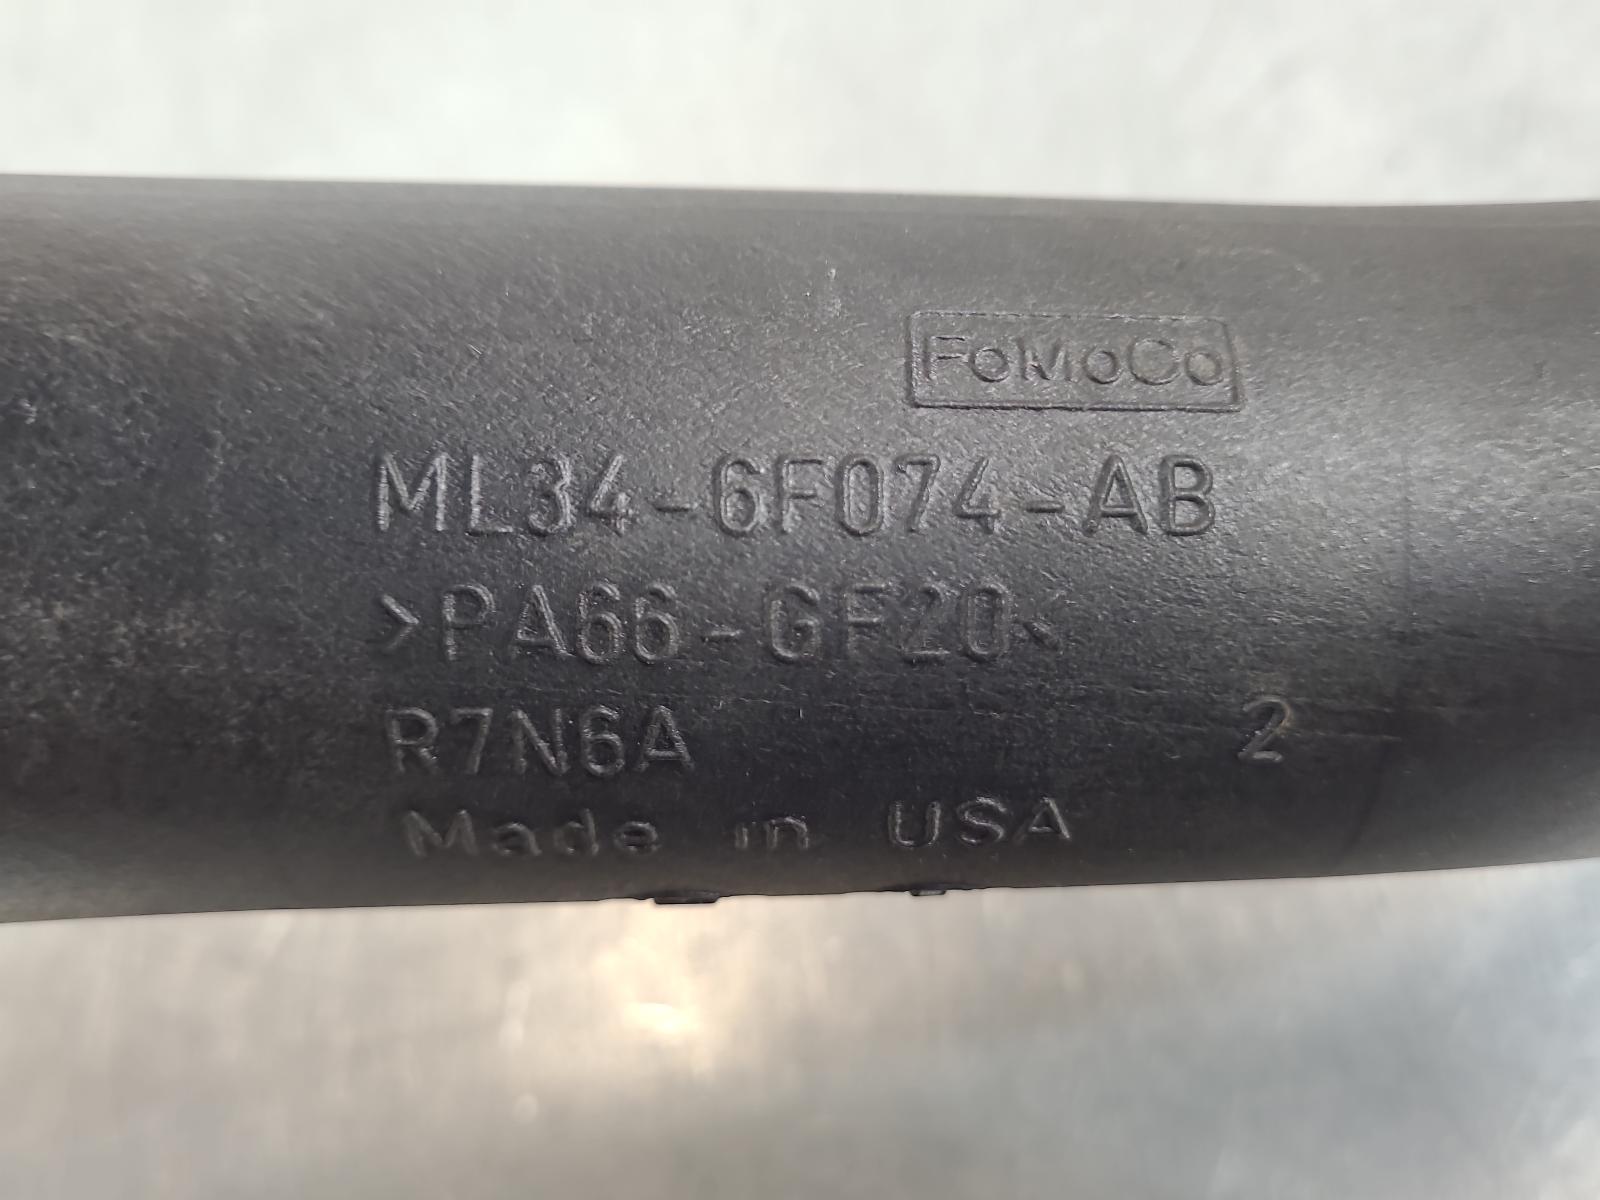 FoMoCo
ML34-6F074-AB
>PA66-GF20<
R7N6A 2
Made in USA